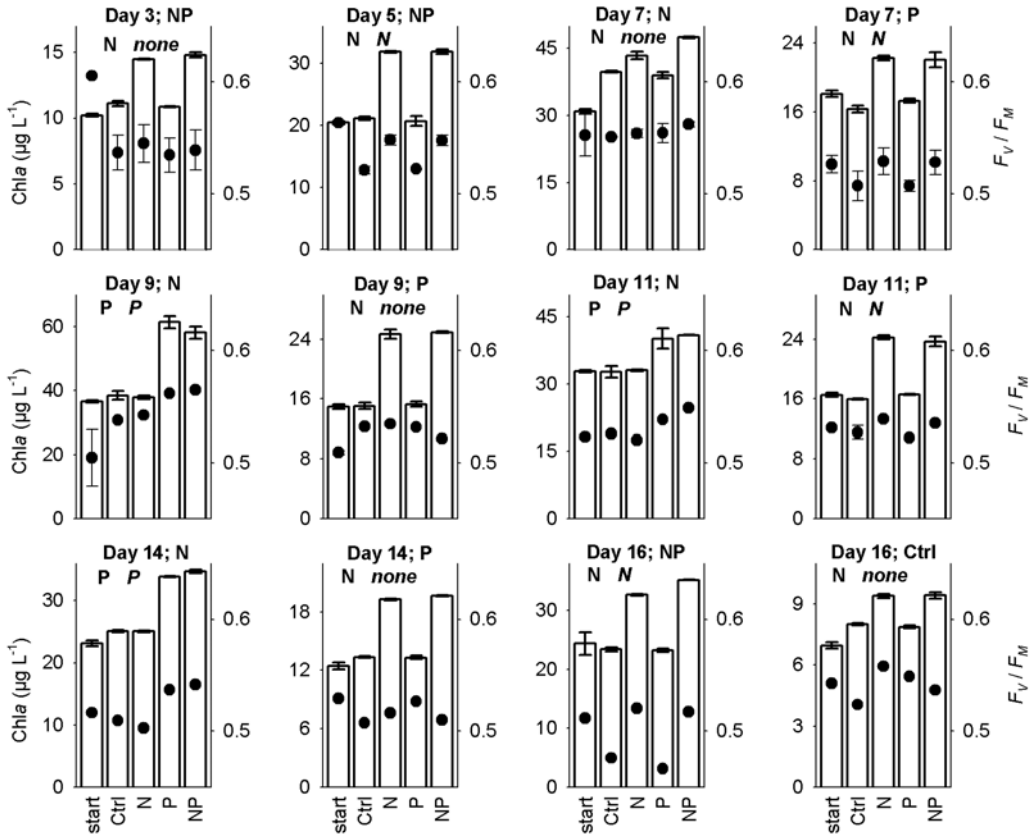 Day 3; NP
N none
15
10
5
0
0.6
0.5
Chla (µg L⁻¹)
Day 5; NP
N N
30
20
10
0
0.6
0.5
Day 7; N
N none
45
30
15
0
0.6
0.5
Day 7; P
N N
24
16
8
0
0.6
0.5
FV / FM
Day 9; N
P P
60
40
20
0
0.6
0.5
Chla (µg L⁻¹)
Day 9; P
N none
24
16
8
0
0.6
0.5
Day 11; N
P P
45
30
15
0
0.6
0.5
Day 11; P
N N
24
16
8
0
0.6
0.5
FV / FM
Day 14; N
P P
30
20
10
0
0.6
0.5
Chla (µg L⁻¹)
start
Ctrl
N
P
NP
Day 14; P
N none
18
12
6
0
0.6
0.5
start
Ctrl
N
P
NP
Day 16; NP
N N
30
20
10
0
0.6
0.5
start
Ctrl
N
P
NP
Day 16; Ctrl
N none
9
6
3
0
0.6
0.5
start
Ctrl
N
P
NP
FV / FM